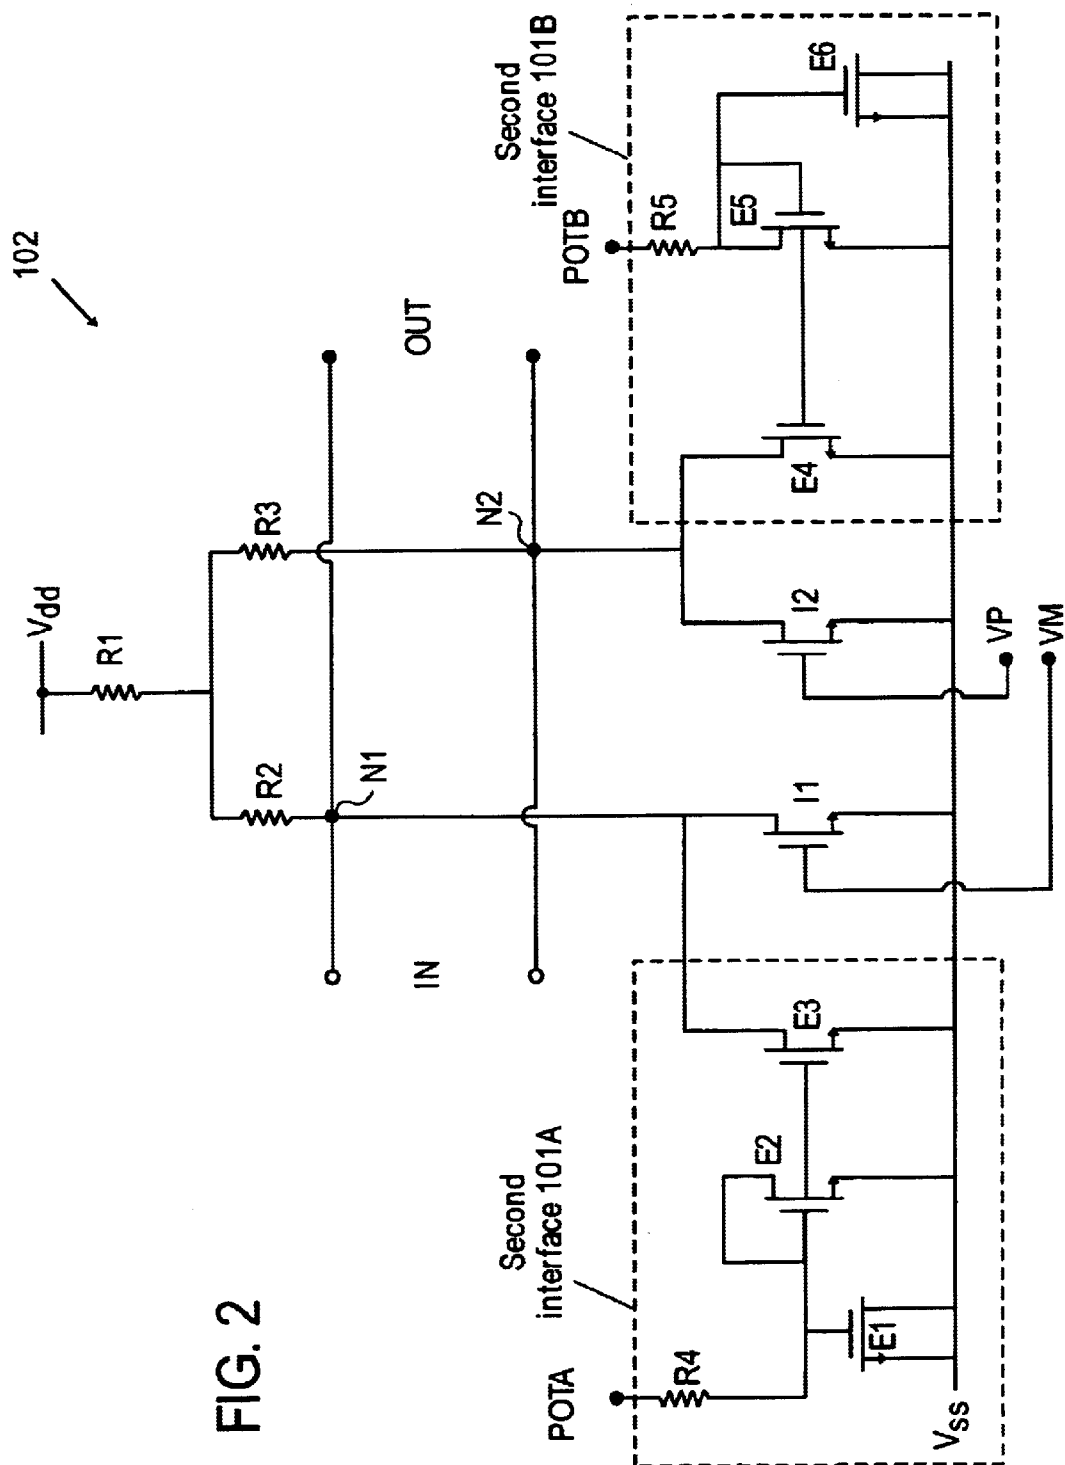 FIG. 2
102
Vdd
R1
R2
R3
N1
N2
IN
OUT
POTA
POTB
Second
interface 101A
Second
interface 101B
R4
R5
E1
E2
E3
I1
I2
E4
E5
E6
VP
VM
Vss